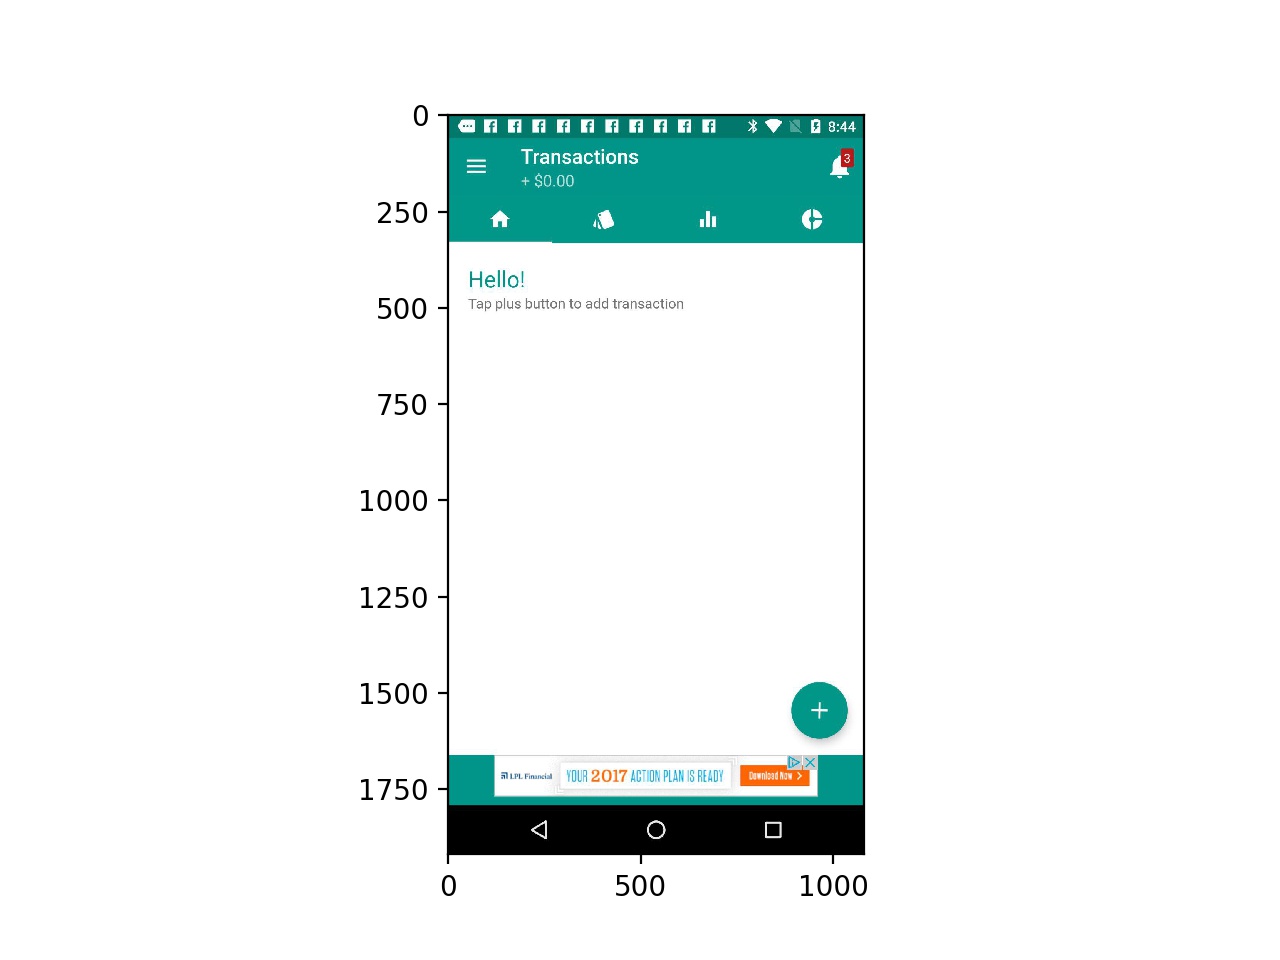 0
250
500
750
1000
1250
1500
1750
0
500
1000
8:44
Transactions
3
+ $0.00
Hello!
Tap plus button to add transaction
LPL Financial
YOUR 2017 ACTION PLAN IS READY
Download Now